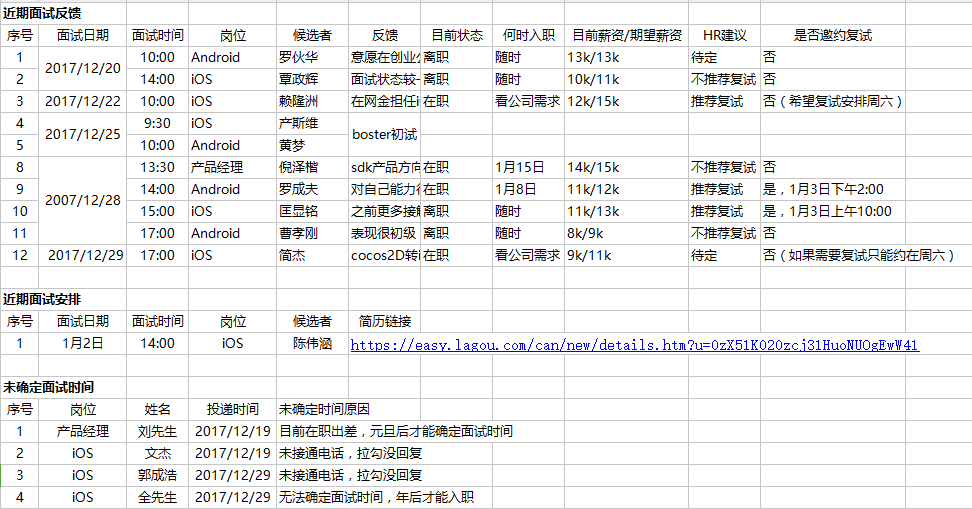 近期面试反馈
序号 面试日期 面试时间 岗位 候选者 反馈 目前状态 何时入职 目前薪资/期望薪资 HR建议 是否邀约复试
1 2017/12/20 10:00 Android 罗伙华 意愿在创业 离职 随时 13k/13k 待定 否
2 14:00 iOS 覃政辉 面试状态较 离职 随时 10k/11k 不推荐复试 否
3 2017/12/22 10:00 iOS 赖隆洲 在网金担任i 在职 看公司需求 12k/15k 推荐复试 否（希望复试安排周六）
4 2017/12/25 9:30 iOS 产斯维 boster初试
5 10:00 Android 黄梦
8 2007/12/28 13:30 产品经理 倪泽楷 sdk产品方向 在职 1月15日 14k/15k 不推荐复试 否
9 14:00 Android 罗成夫 对自己能力很 在职 1月8日 11k/12k 推荐复试 是，1月3日下午2:00
10 15:00 iOS 匡显铭 之前更多接触 离职 随时 11k/13k 推荐复试 是，1月3日上午10:00
11 17:00 Android 曹孝刚 表现很初级 离职 随时 8k/9k 不推荐复试 否
12 2017/12/29 17:00 iOS 简杰 cocos2D转i 在职 看公司需求 9k/11k 待定 否（如果需要复试只能约在周六）
近期面试安排
序号 面试日期 面试时间 岗位 候选者 简历链接
1 1月2日 14:00 iOS 陈伟涵 https://easy.lagou.com/can/new/details.htm?u=OzX51K020zcj31HuoNUOgEwW41
未确定面试时间
序号 岗位 姓名 投递时间 未确定时间原因
1 产品经理 刘先生 2017/12/19 目前在职出差，元旦后才能确定面试时间
2 iOS 文杰 2017/12/19 未接通电话，拉勾没回复
3 iOS 郭成浩 2017/12/29 未接通电话，拉勾没回复
4 iOS 全先生 2017/12/29 无法确定面试时间，年后才能入职